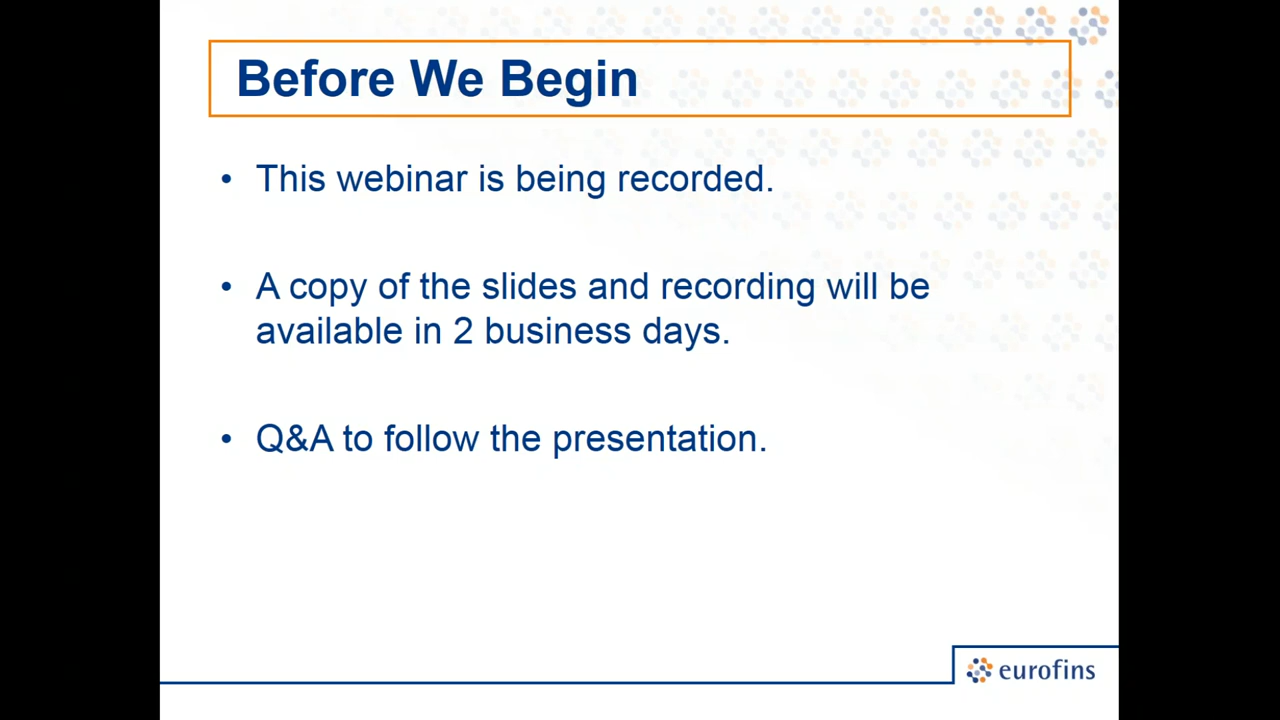 Before We Begin
• This webinar is being recorded.
• A copy of the slides and recording will be
available in 2 business days.
• Q&A to follow the presentation.
eurofins